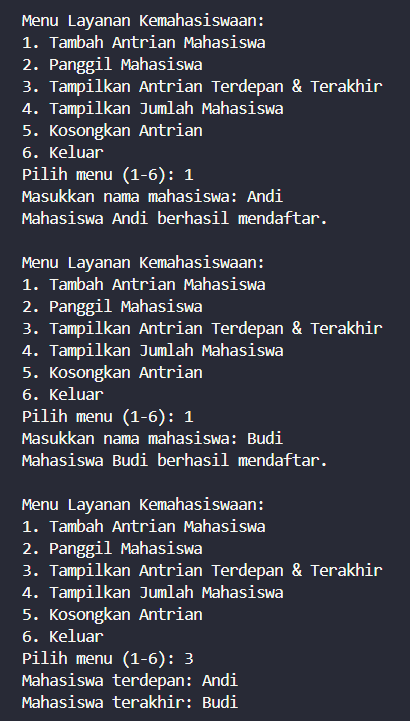 Menu Layanan Kemahasiswaan:
1. Tambah Antrian Mahasiswa
2. Panggil Mahasiswa
3. Tampilkan Antrian Terdepan & Terakhir
4. Tampilkan Jumlah Mahasiswa
5. Kosongkan Antrian
6. Keluar
Pilih menu (1-6): 1
Masukkan nama mahasiswa: Andi
Mahasiswa Andi berhasil mendaftar.

Menu Layanan Kemahasiswaan:
1. Tambah Antrian Mahasiswa
2. Panggil Mahasiswa
3. Tampilkan Antrian Terdepan & Terakhir
4. Tampilkan Jumlah Mahasiswa
5. Kosongkan Antrian
6. Keluar
Pilih menu (1-6): 1
Masukkan nama mahasiswa: Budi
Mahasiswa Budi berhasil mendaftar.

Menu Layanan Kemahasiswaan:
1. Tambah Antrian Mahasiswa
2. Panggil Mahasiswa
3. Tampilkan Antrian Terdepan & Terakhir
4. Tampilkan Jumlah Mahasiswa
5. Kosongkan Antrian
6. Keluar
Pilih menu (1-6): 3
Mahasiswa terdepan: Andi
Mahasiswa terakhir: Budi